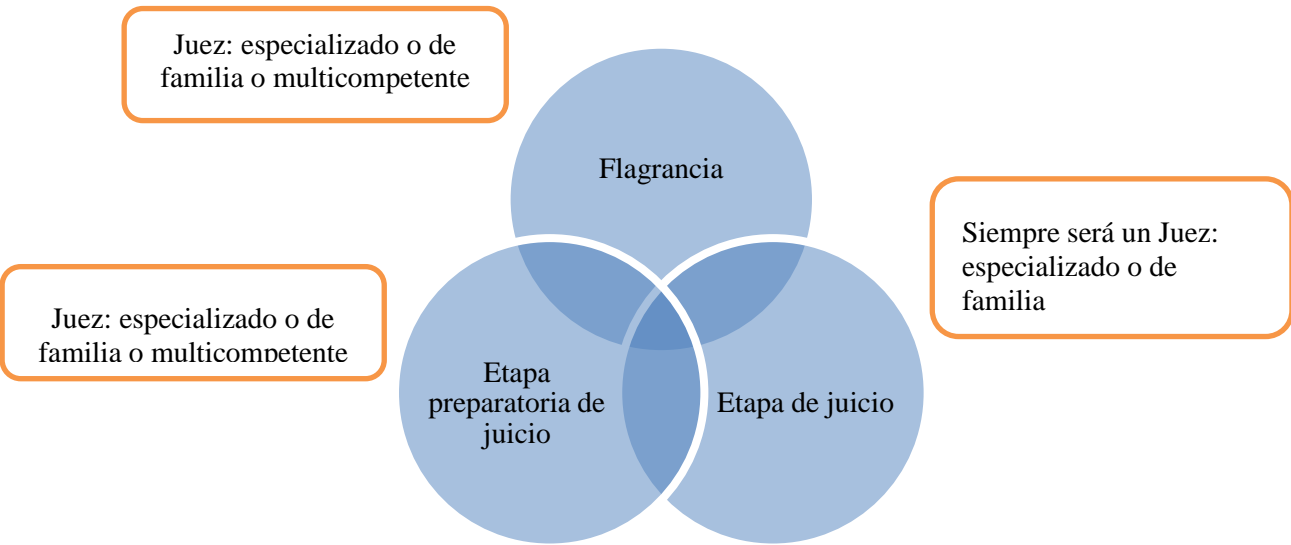 Juez: especializado o de
familia o multicompetente
Flagrancia
Siempre será un Juez:
especializado o de
familia
Juez: especializado o de
familia o multicompetente
Etapa
preparatoria de
juicio
Etapa de juicio